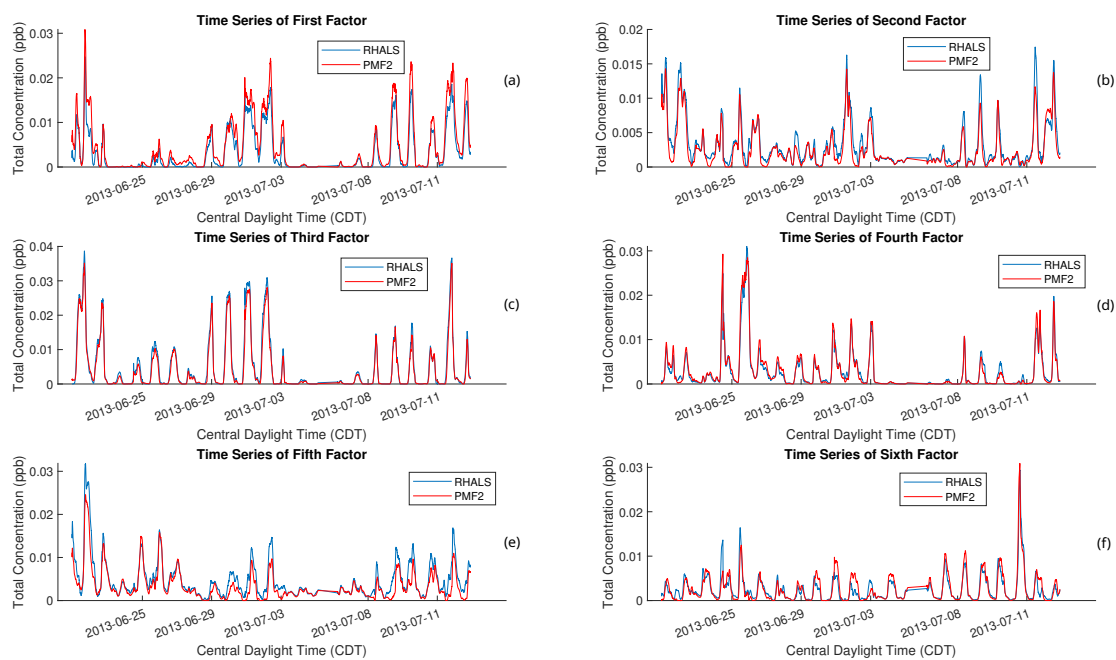 Time Series of First Factor
Total Concentration (ppb)
0.03
0.02
0.01
0
RHALS
PMF2
(a)
2013-06-25
2013-06-29
2013-07-03
2013-07-08
2013-07-11
Central Daylight Time (CDT)
Time Series of Second Factor
Total Concentration (ppb)
0.02
0.015
0.01
0.005
0
RHALS
PMF2
(b)
2013-06-25
2013-06-29
2013-07-03
2013-07-08
2013-07-11
Central Daylight Time (CDT)
Time Series of Third Factor
Total Concentration (ppb)
0.04
0.03
0.02
0.01
0
RHALS
PMF2
(c)
2013-06-25
2013-06-29
2013-07-03
2013-07-08
2013-07-11
Central Daylight Time (CDT)
Time Series of Fourth Factor
Total Concentration (ppb)
0.03
0.02
0.01
0
RHALS
PMF2
(d)
2013-06-25
2013-06-29
2013-07-03
2013-07-08
2013-07-11
Central Daylight Time (CDT)
Time Series of Fifth Factor
Total Concentration (ppb)
0.03
0.02
0.01
0
RHALS
PMF2
(e)
2013-06-25
2013-06-29
2013-07-03
2013-07-08
2013-07-11
Central Daylight Time (CDT)
Time Series of Sixth Factor
Total Concentration (ppb)
0.03
0.02
0.01
0
RHALS
PMF2
(f)
2013-06-25
2013-06-29
2013-07-03
2013-07-08
2013-07-11
Central Daylight Time (CDT)